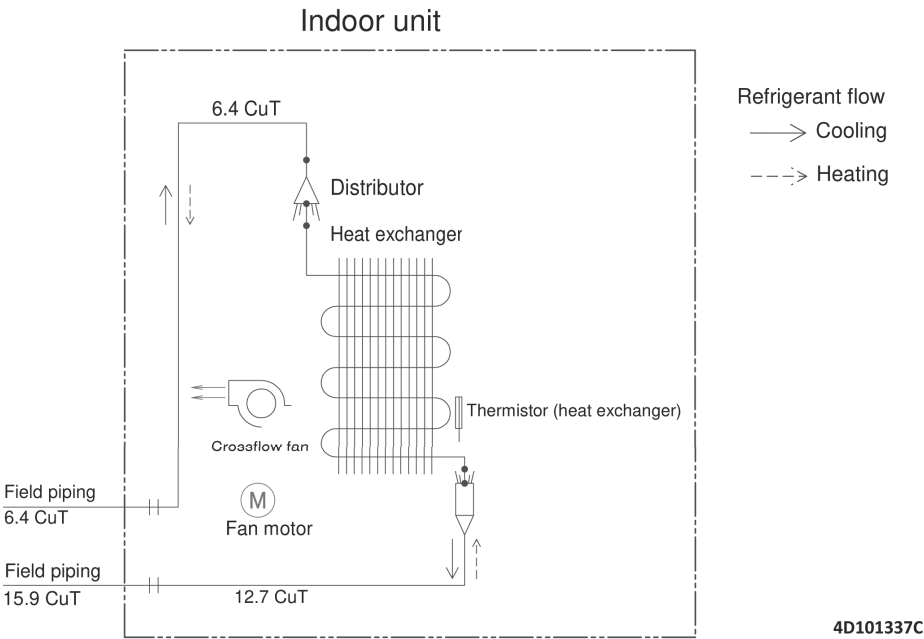 Indoor unit
6.4 CuT
Refrigerant flow
Cooling
Heating
Distributor
Heat exchanger
Thermistor (heat exchanger)
Crossflow fan
M
Fan motor
Field piping
6.4 CuT
Field piping
15.9 CuT
12.7 CuT
4D101337C